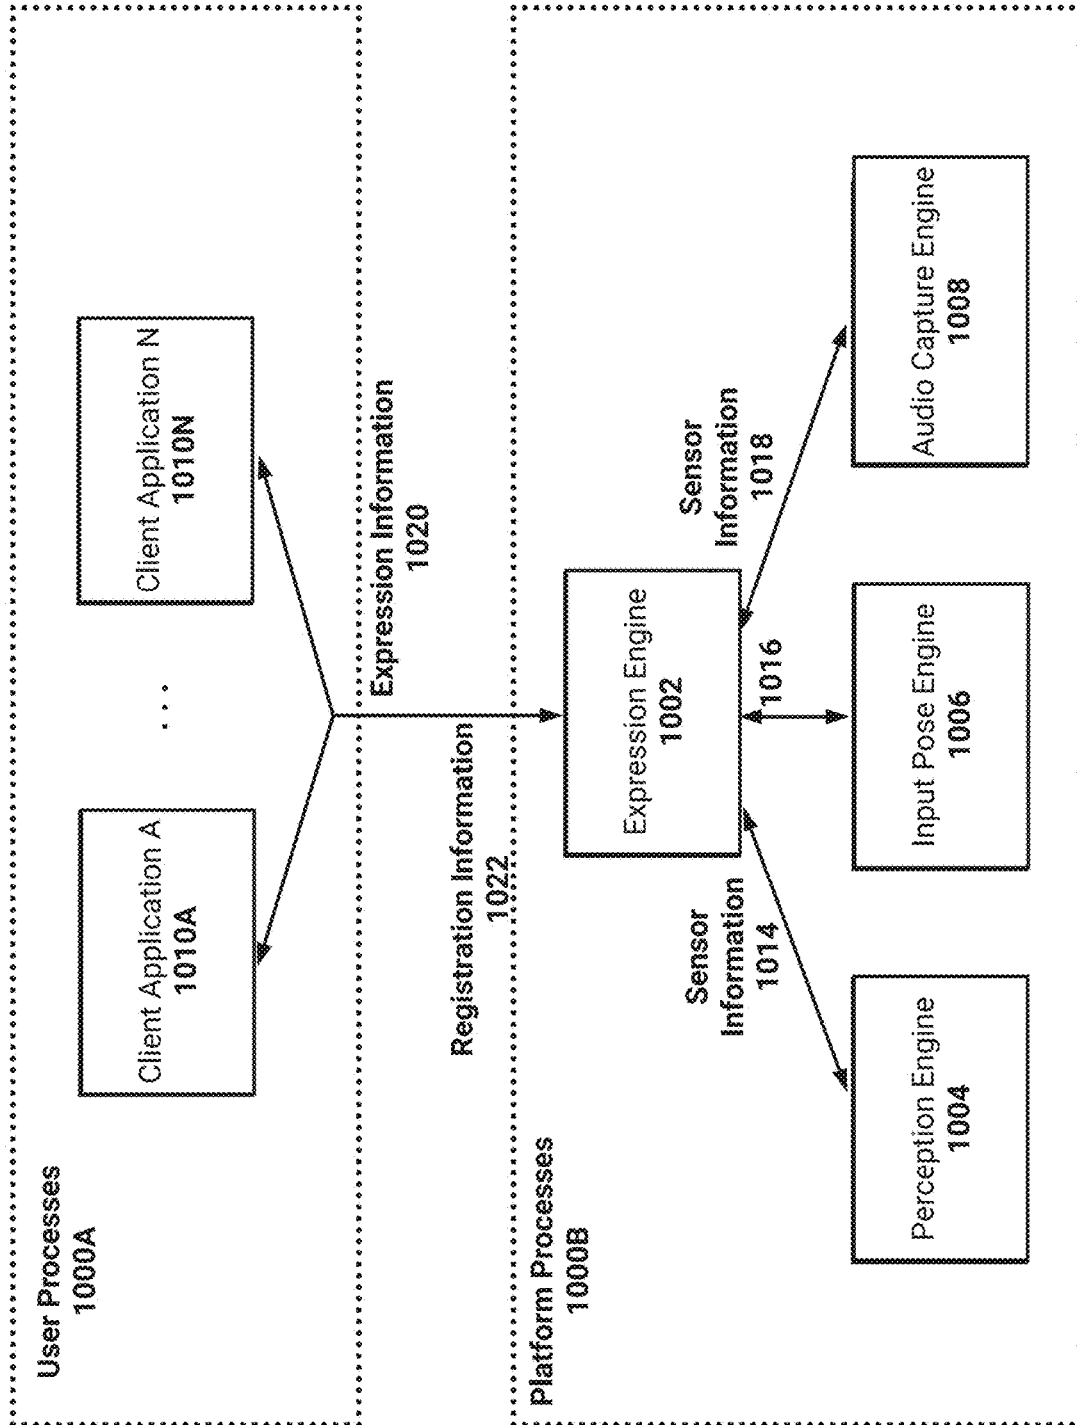 User Processes
1000A
Client Application A
1010A
. . .
Client Application N
1010N
Expression Information
1020
Registration Information
1022
Platform Processes
1000B
Expression Engine
1002
Sensor
Information
1014
1016
Sensor
Information
1018
Perception Engine
1004
Input Pose Engine
1006
Audio Capture Engine
1008